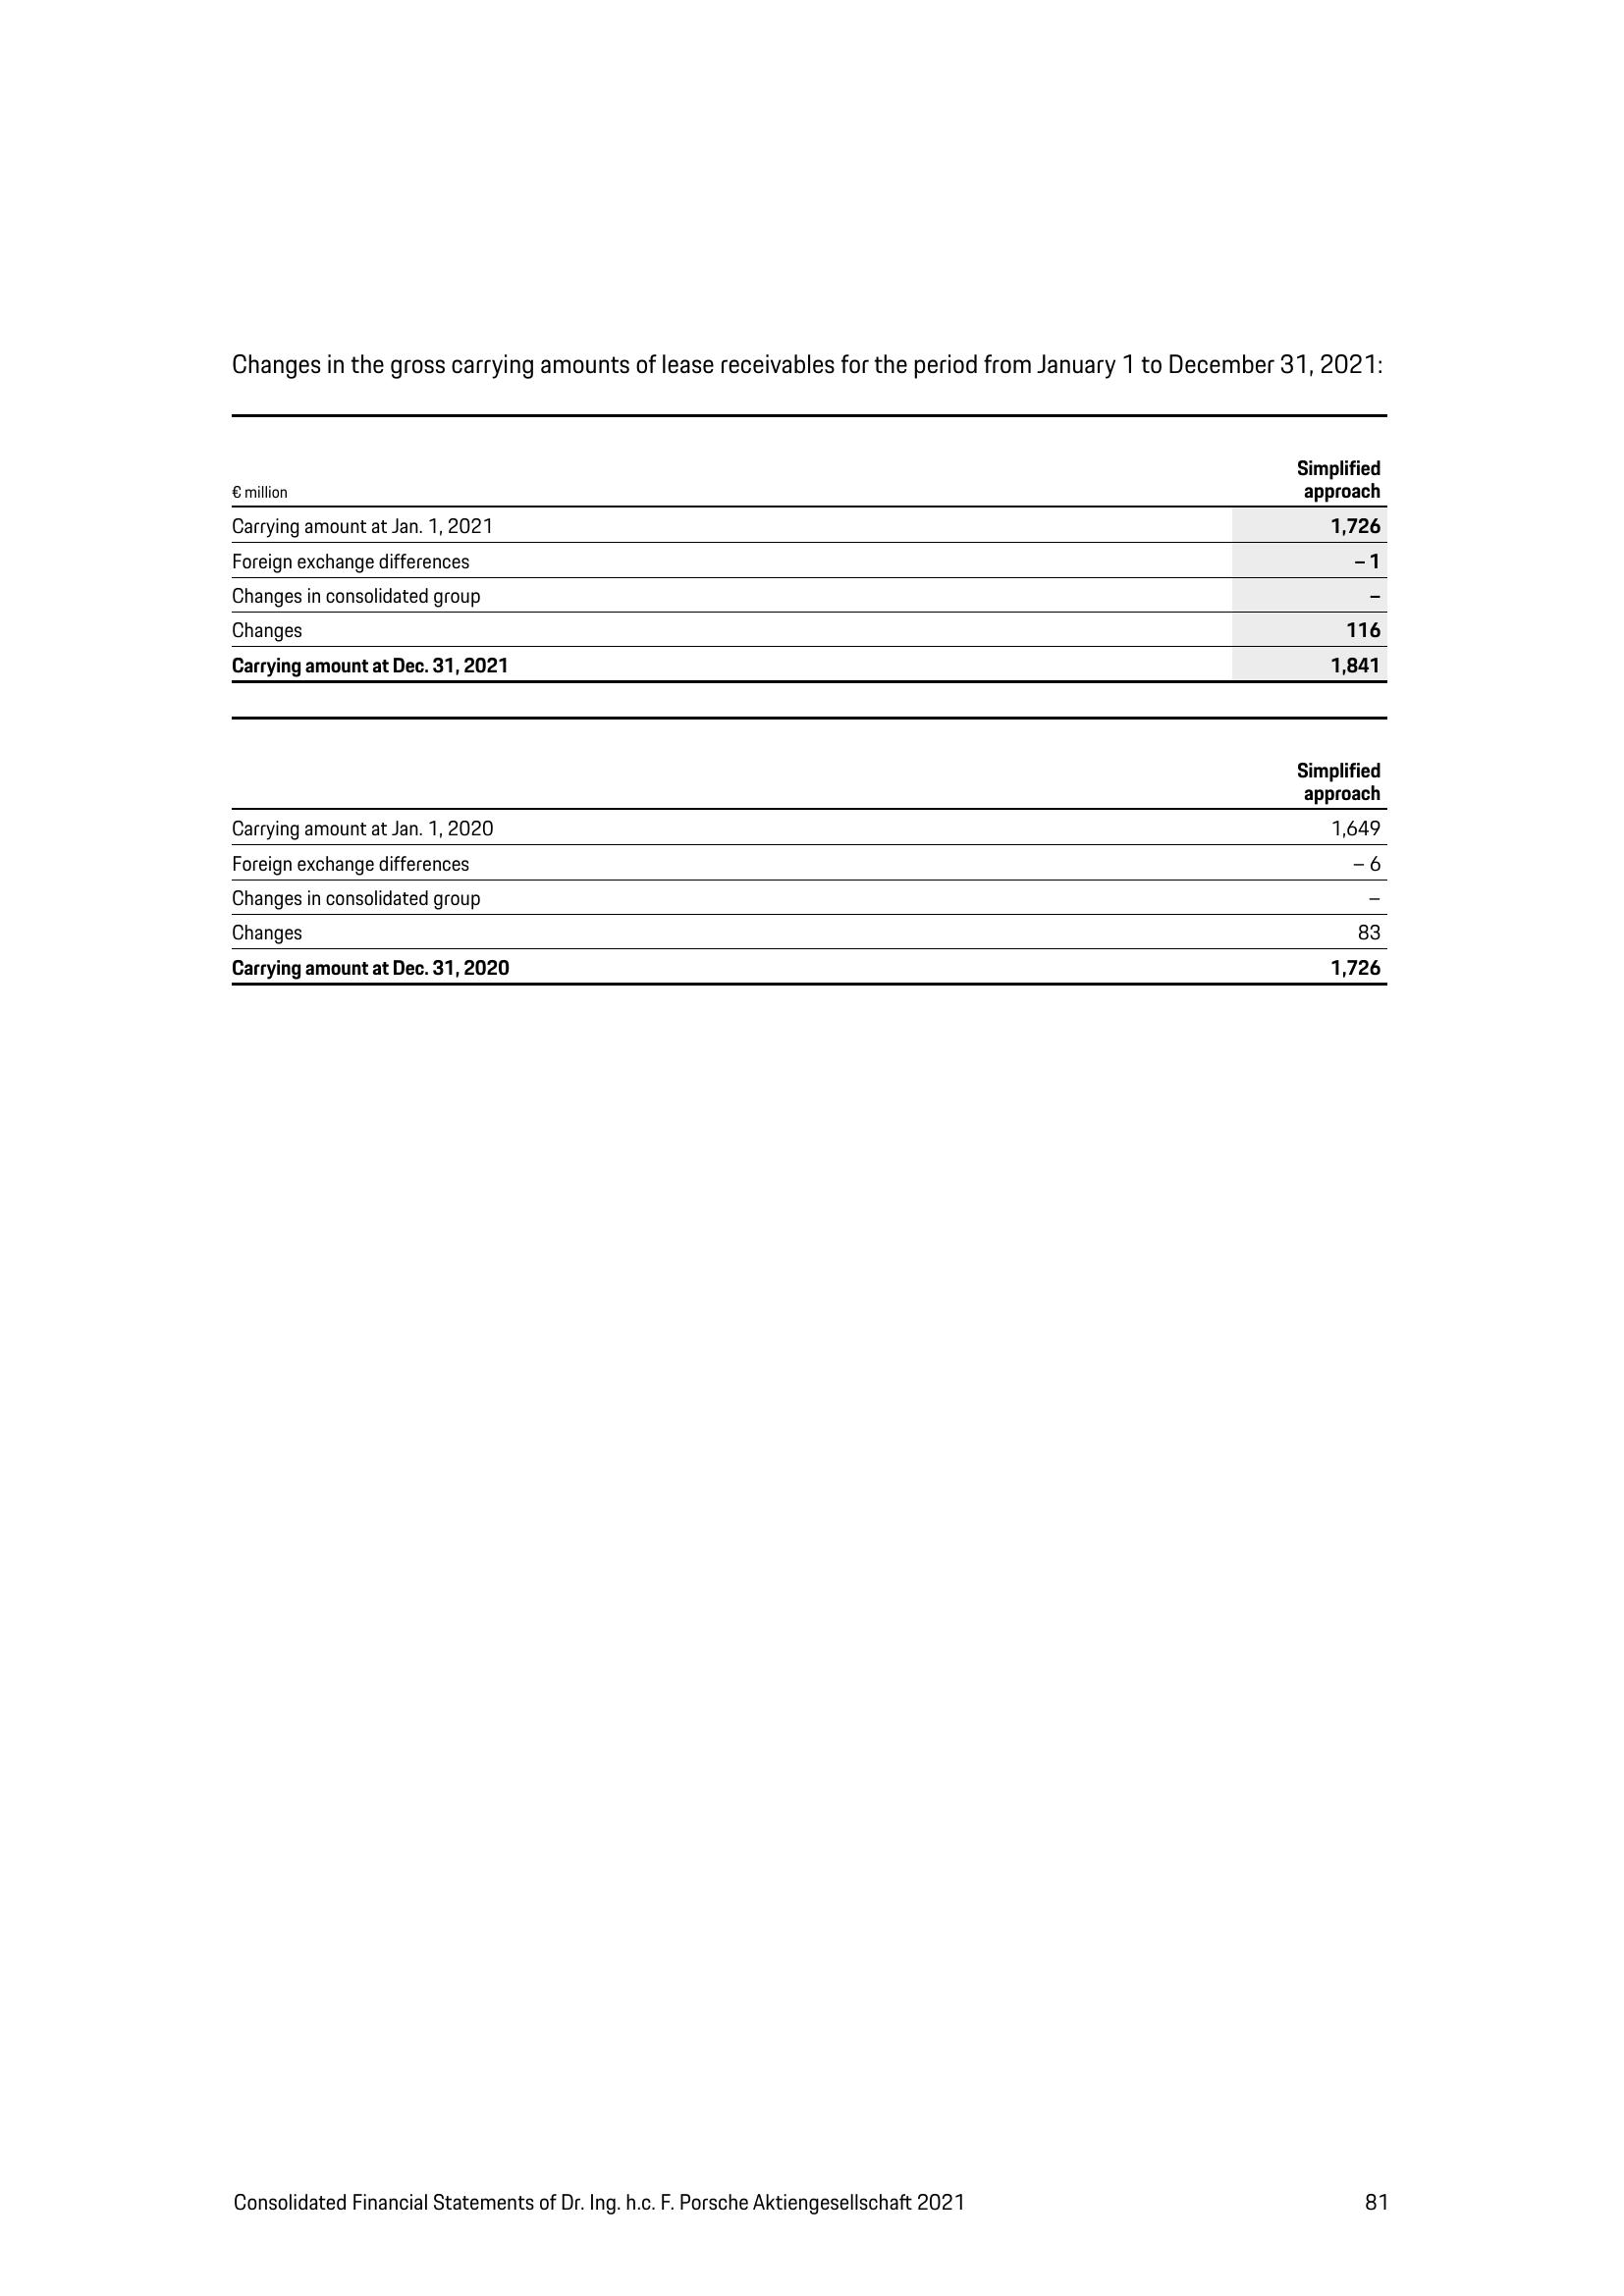 Changes in the gross carrying amounts of lease receivables for the period from January 1 to December 31, 2021:
Simplified
€ million approach
Carrying amount at Jan. 1, 2021 1,726
Foreign exchange differences – 1
Changes in consolidated group –
Changes 116
Carrying amount at Dec. 31, 2021 1,841
Simplified
approach
Carrying amount at Jan. 1, 2020 1,649
Foreign exchange differences – 6
Changes in consolidated group –
Changes 83
Carrying amount at Dec. 31, 2020 1,726
Consolidated Financial Statements of Dr. Ing. h.c. F. Porsche Aktiengesellschaft 2021 81